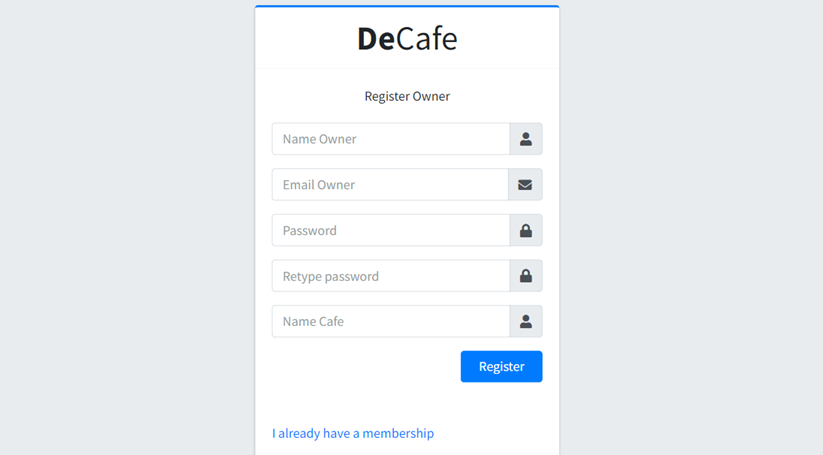 DeCafe
Register Owner
Name Owner
Email Owner
Password
Retype password
Name Cafe
Register
I already have a membership